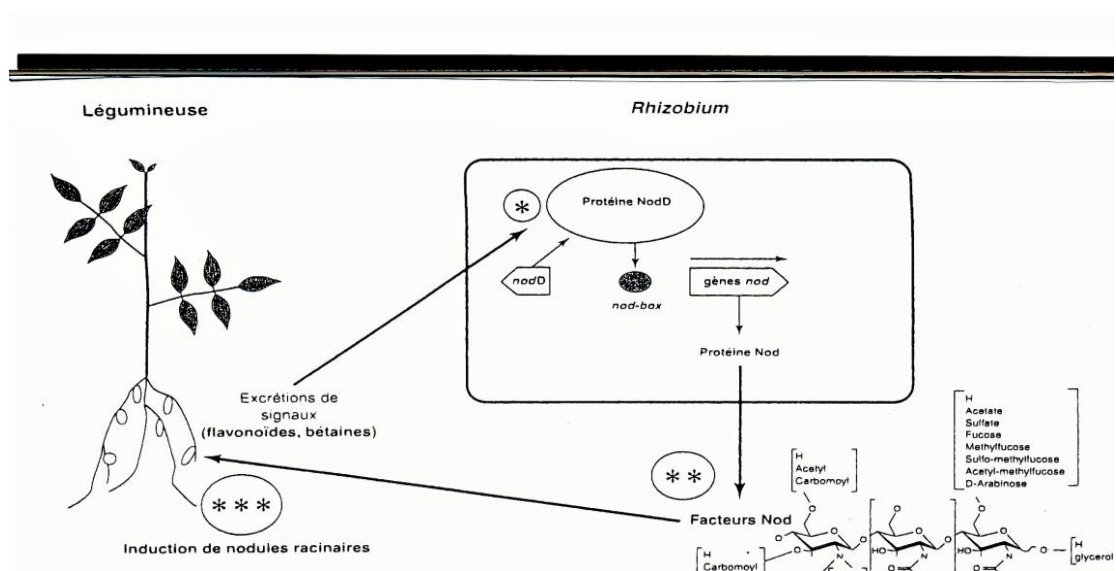 Légumineuse
Rhizobium
*
Protéine NodD
nodD
nod-box
gènes nod
Protéine Nod
Excrétions de
signaux
(flavonoïdes, bétaines)
* * *
Induction de nodules racinaires
* *
Facteurs Nod
H
Acetyl
Carbomoyl
H
Acetate
Sulfate
Fucose
Methylfucose
Sulfo-methylfucose
Acetyl-methylfucose
D-Arabinose
H
Carbomoyl
O
O
O
O
O
O
O
O
HO
HO
O
H
glycerol
N
N
N